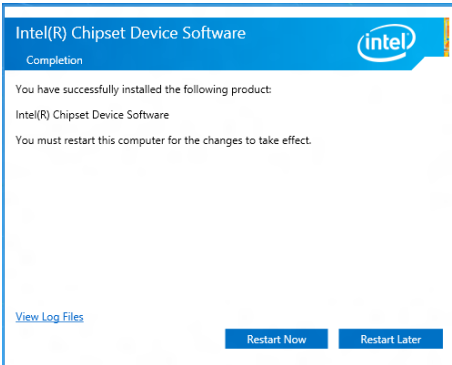 Intel(R) Chipset Device Software
intel
Completion
You have successfully installed the following product:
Intel(R) Chipset Device Software
You must restart this computer for the changes to take effect.
View Log Files
Restart Now
Restart Later